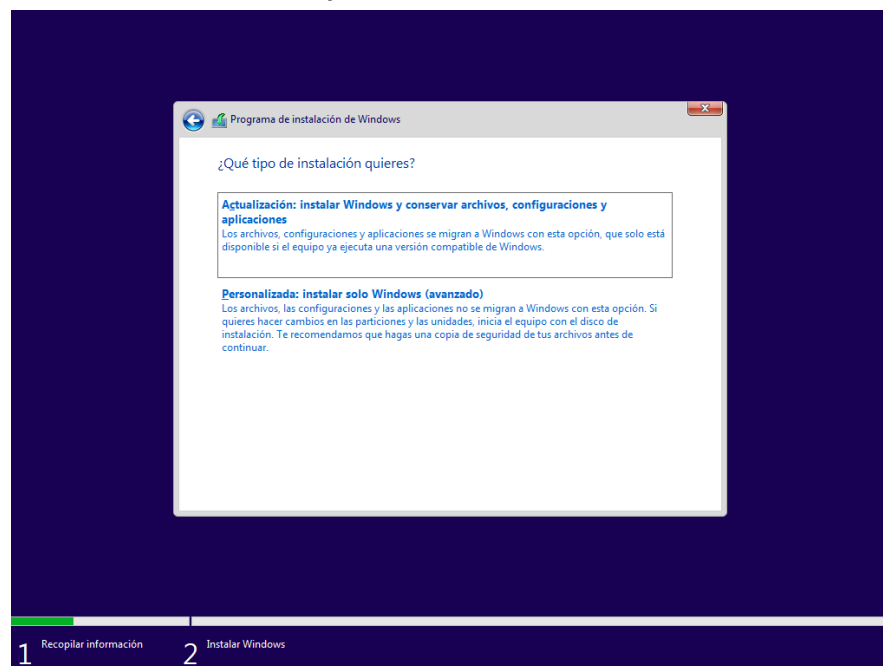 Programa de instalación de Windows
¿Qué tipo de instalación quieres?
Actualización: instalar Windows y conservar archivos, configuraciones y
aplicaciones
Los archivos, configuraciones y aplicaciones se migran a Windows con esta opción, que solo está
disponible si el equipo ya ejecuta una versión compatible de Windows.
Personalizada: instalar solo Windows (avanzado)
Los archivos, las configuraciones y las aplicaciones no se migran a Windows con esta opción. Si
quieres hacer cambios en las particiones y las unidades, inicia el equipo con el disco de
instalación. Te recomendamos que hagas una copia de seguridad de tus archivos antes de
continuar.
1 Recopilar información
2 Instalar Windows